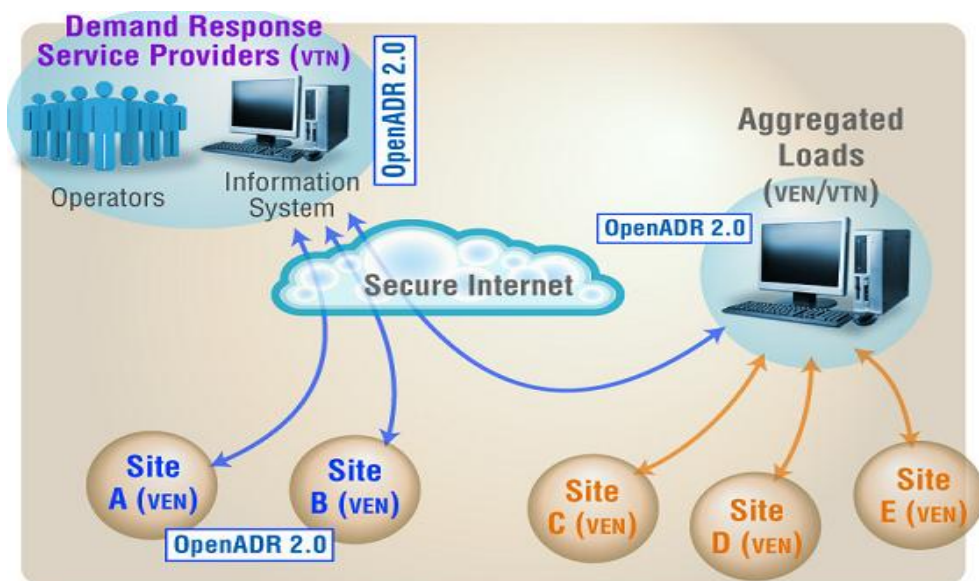 Demand Response
Service Providers (VTN)
OpenADR 2.0
Operators
Information
System
Aggregated
Loads
(VEN/VTN)
OpenADR 2.0
Secure Internet
Site
A (VEN)
Site
B (VEN)
OpenADR 2.0
Site
C (VEN)
Site
D (VEN)
Site
E (VEN)